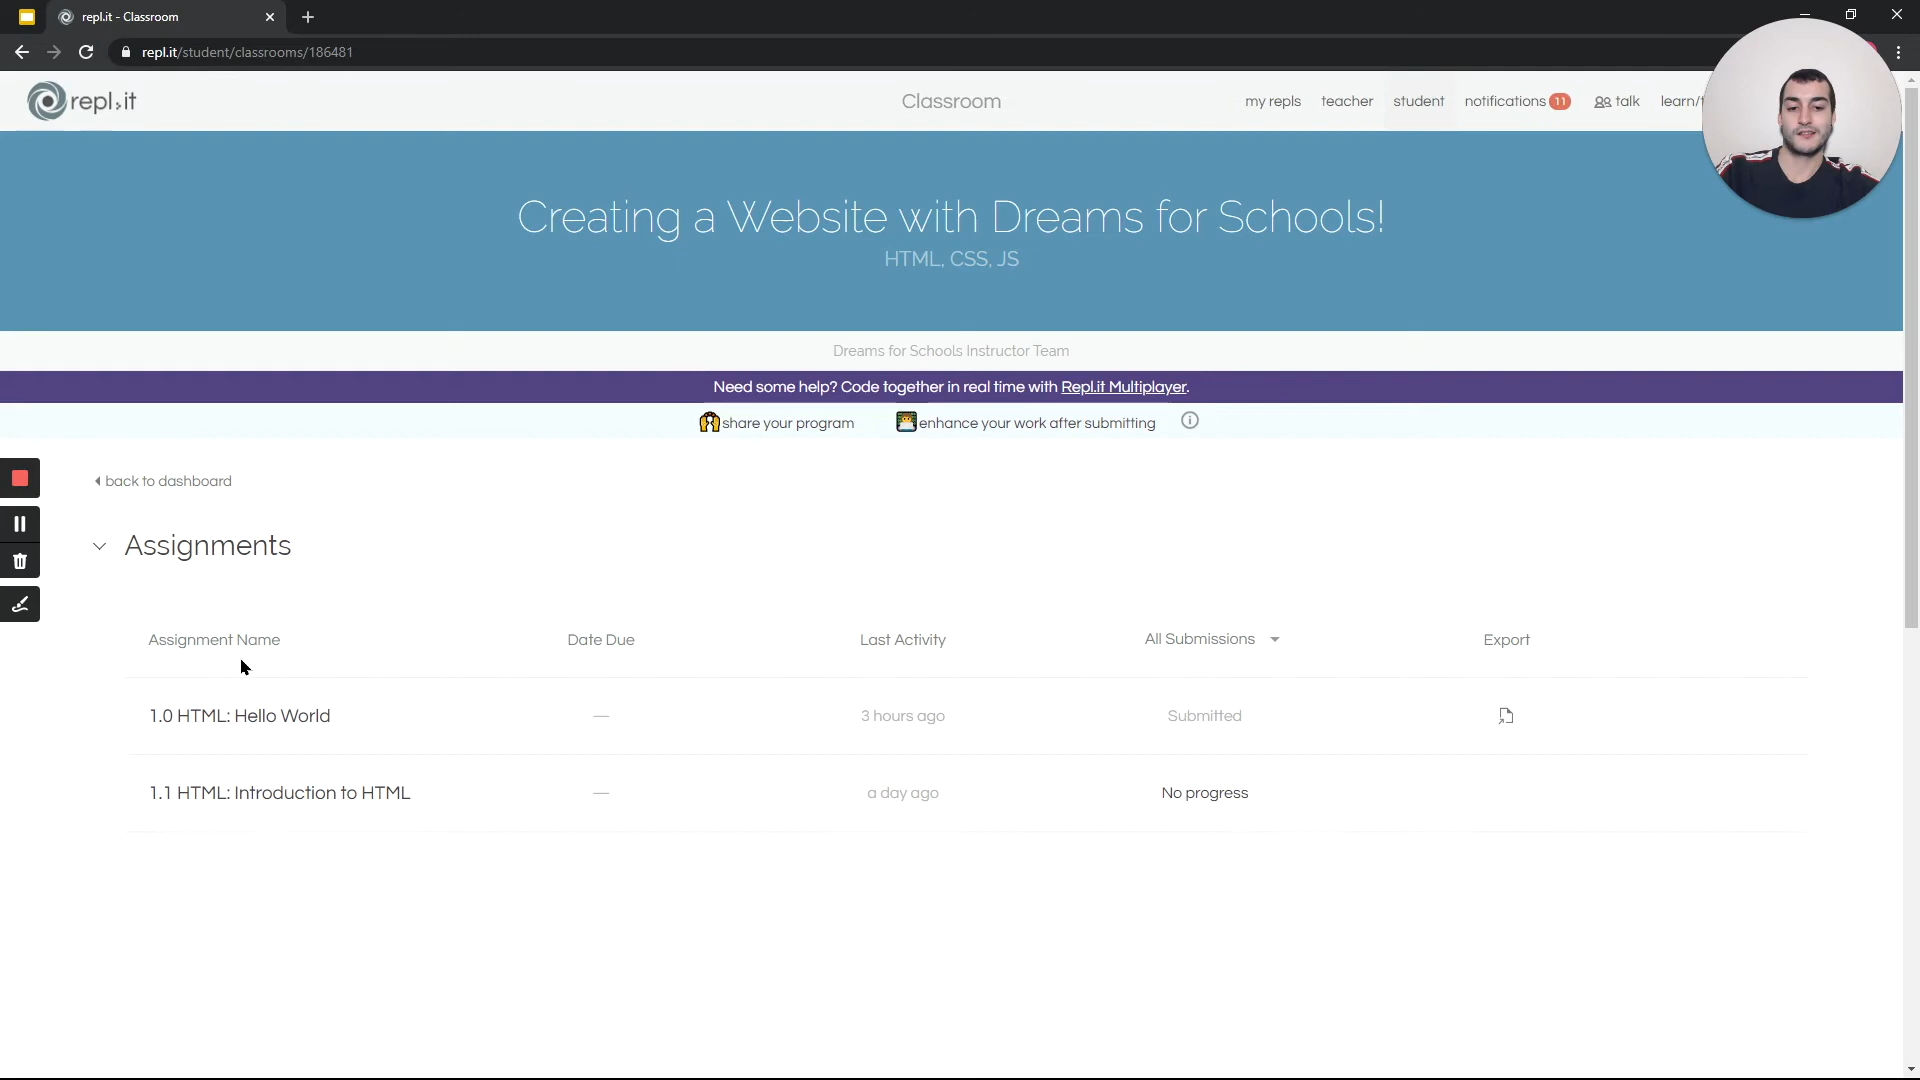 repl.it - Classroom
repl.it/student/classrooms/186481
repl.it
Classroom
my repls
teacher
student
notifications 11
talk
Creating a Website with Dreams for Schools!
HTML, CSS, JS
Dreams for Schools Instructor Team
Need some help? Code together in real time with Repl.it Multiplayer.
share your program
enhance your work after submitting
back to dashboard
Assignments
Assignment Name Date Due Last Activity All Submissions Export
1.0 HTML: Hello World — 3 hours ago Submitted
1.1 HTML: Introduction to HTML — a day ago No progress